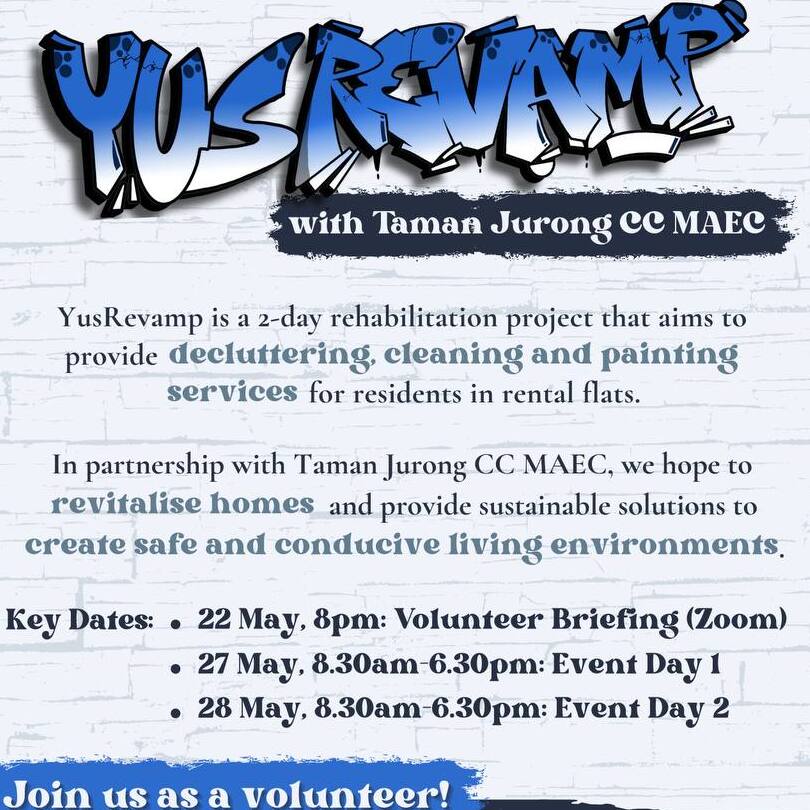 YUS REVAMP
with Taman Jurong CC MAEC
YusRevamp is a 2-day rehabilitation project that aims to
provide decluttering, cleaning and painting
services for residents in rental flats.
In partnership with Taman Jurong CC MAEC, we hope to
revitalise homes and provide sustainable solutions to
create safe and conducive living environments.
Key Dates: • 22 May, 8pm: Volunteer Briefing (Zoom)
• 27 May, 8.30am-6.30pm: Event Day 1
• 28 May, 8.30am-6.30pm: Event Day 2
Join us as a volunteer!